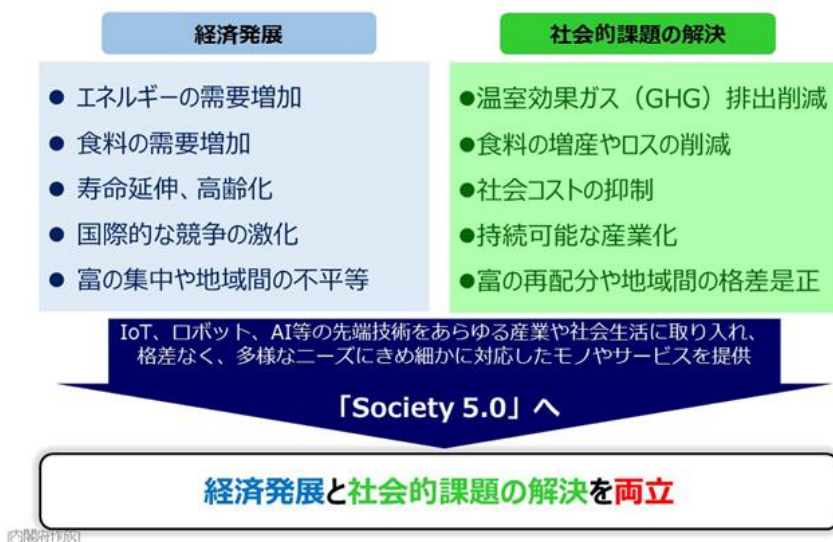 経済発展
● エネルギーの需要増加
● 食料の需要増加
● 寿命延伸、高齢化
● 国際的な競争の激化
● 富の集中や地域間の不平等
社会的課題の解決
●温室効果ガス（GHG）排出削減
●食料の増産やロスの削減
●社会コストの抑制
●持続可能な産業化
●富の再配分や地域間の格差是正
IoT、ロボット、AI等の先端技術をあらゆる産業や社会生活に取り入れ、
格差なく、多様なニーズにきめ細かに対応したモノやサービスを提供
「Society 5.0」へ
経済発展と社会的課題の解決を両立
[内閣府作成]